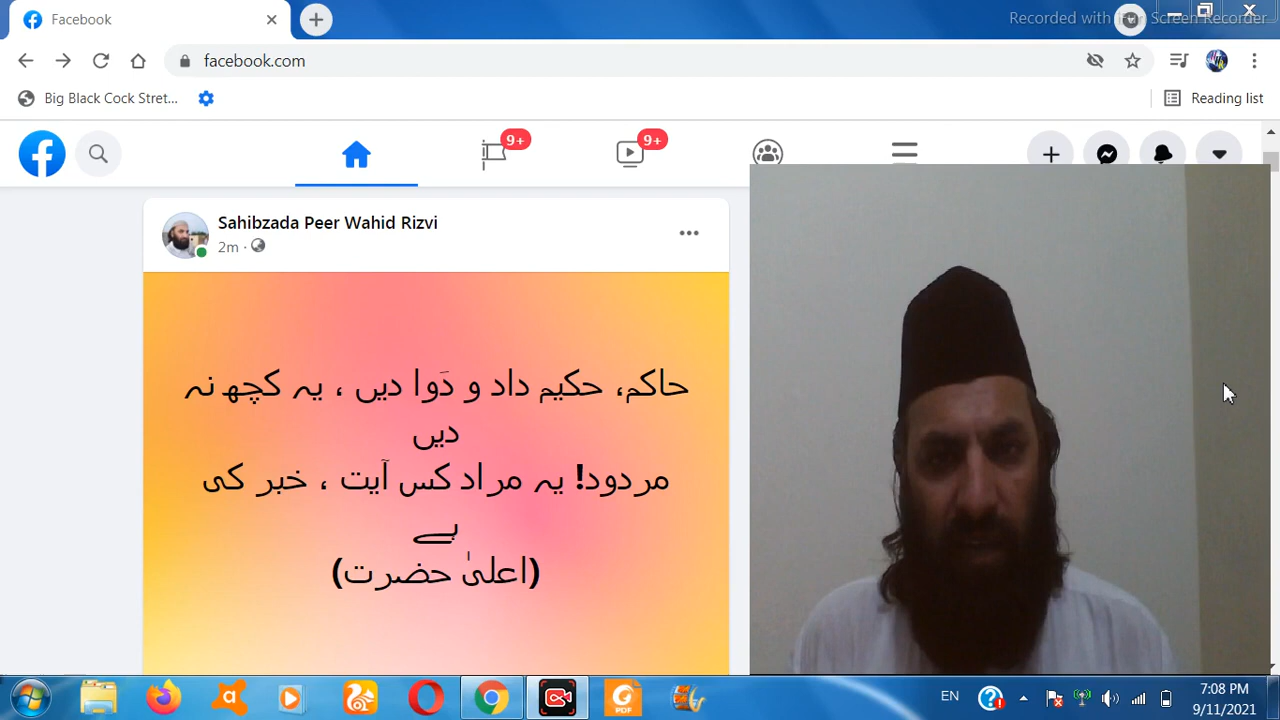 Facebook
Recorded with iFun Screen Recorder
facebook.com
Big Black Cock Stret...
Reading list
9+
9+
Sahibzada Peer Wahid Rizvi
2m ·
حاکم، حکیم داد و دَوا دیں ، یہ کچھ نہ
دیں
مردود! یہ مراد کس آیت ، خبر کی
ہے
(اعلیٰ حضرت)
PDF
EN
7:08 PM
9/11/2021